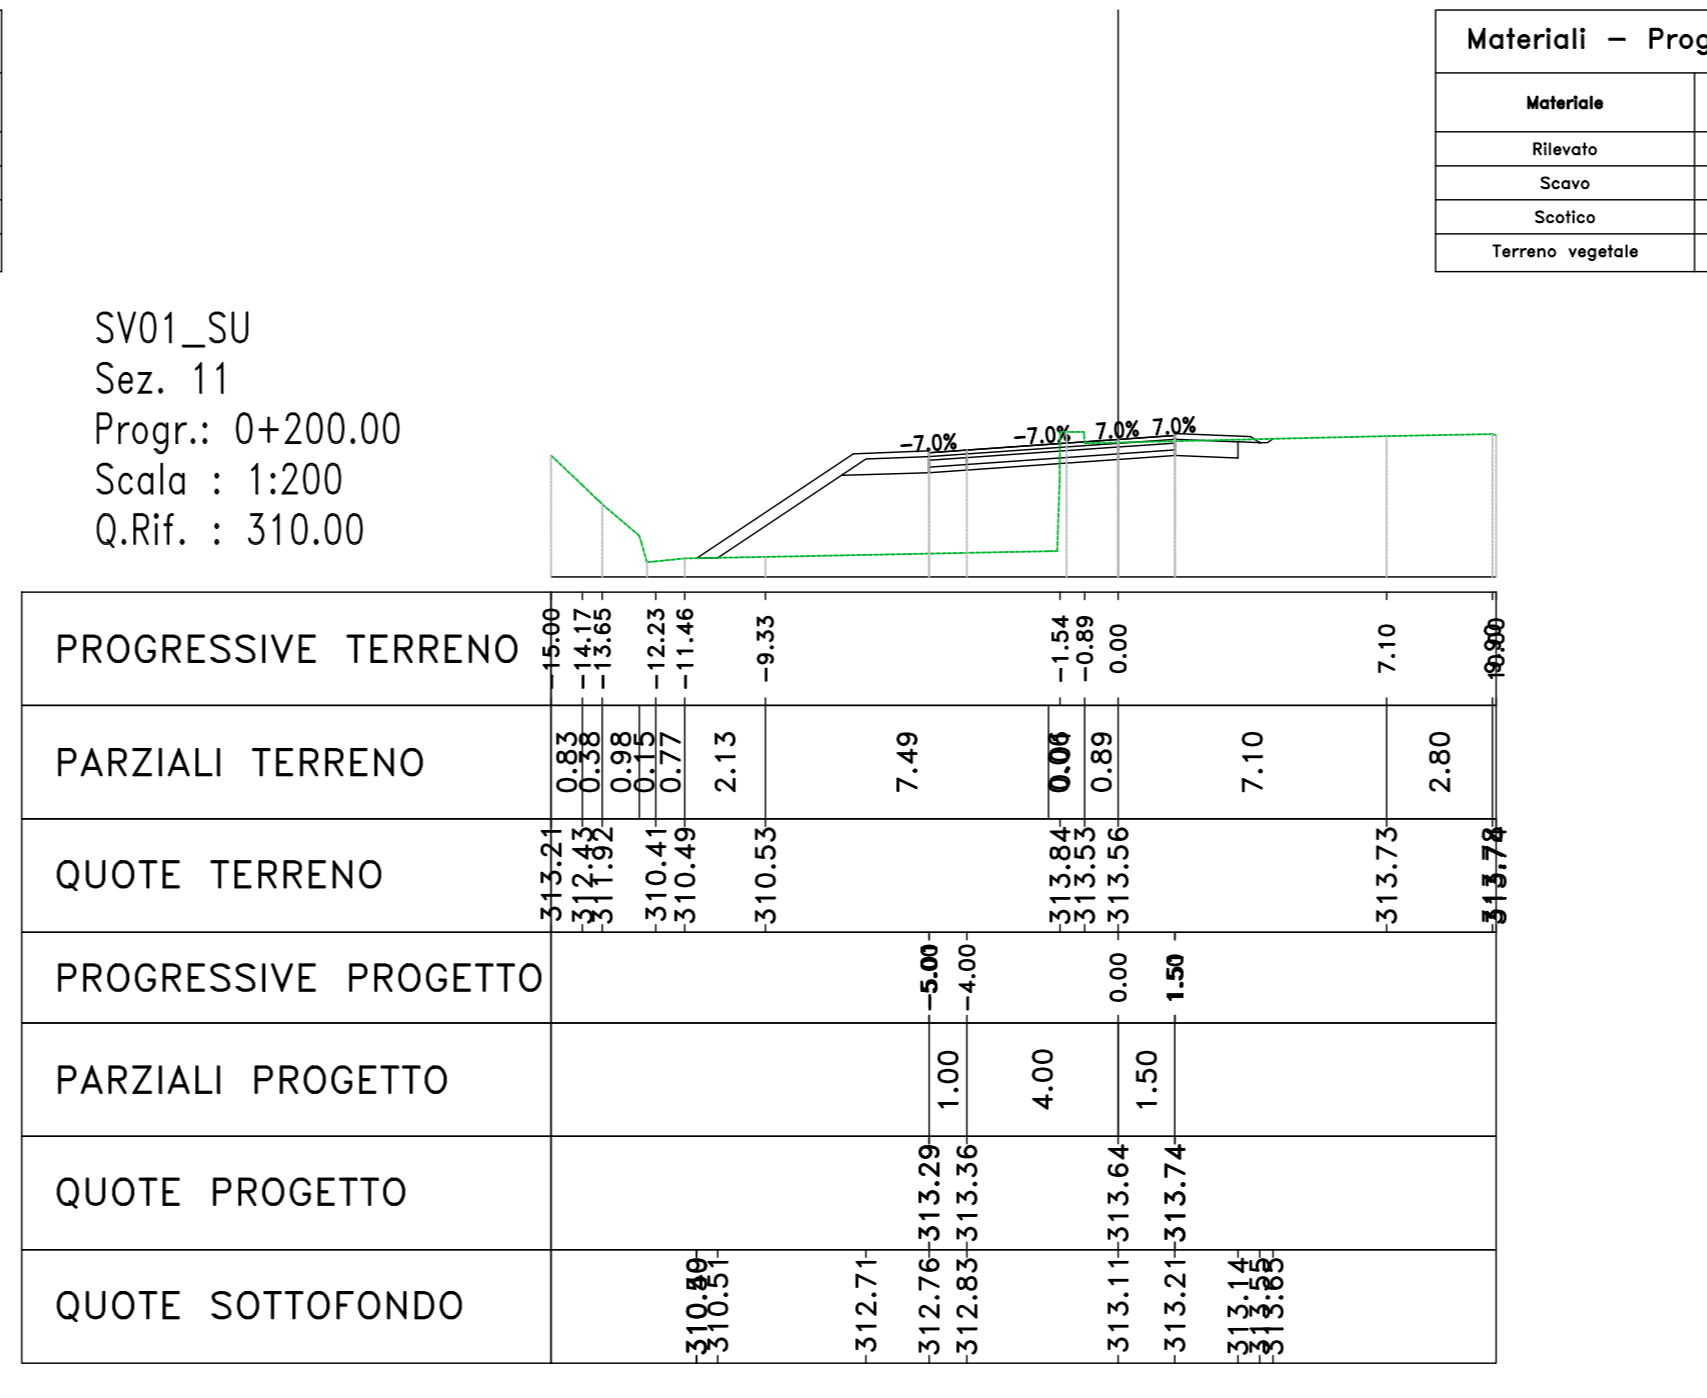 Materiali – Prog
Materiale
Rilevato
Scavo
Scotico
Terreno vegetale
SV01_SU
Sez. 11
Progr.: 0+200.00
Scala : 1:200
Q.Rif. : 310.00
-7.0% -7.0% 7.0% 7.0%
PROGRESSIVE TERRENO -15.00 -14.17 -13.65 -12.23 -11.46 -9.33 -1.54 -0.89 0.00 7.10
PARZIALI TERRENO 0.83 0.38 0.98 0.15 0.77 2.13 7.49 0.89 7.10 2.80
QUOTE TERRENO 313.21 312.43 311.92 310.41 310.49 310.53 313.84 313.53 313.56 313.73
PROGRESSIVE PROGETTO -5.00 -4.00 0.00 1.50
PARZIALI PROGETTO 1.00 4.00 1.50
QUOTE PROGETTO 313.29 313.36 313.64 313.74
QUOTE SOTTOFONDO 310.51 312.71 312.76 312.83 313.11 313.21 313.14